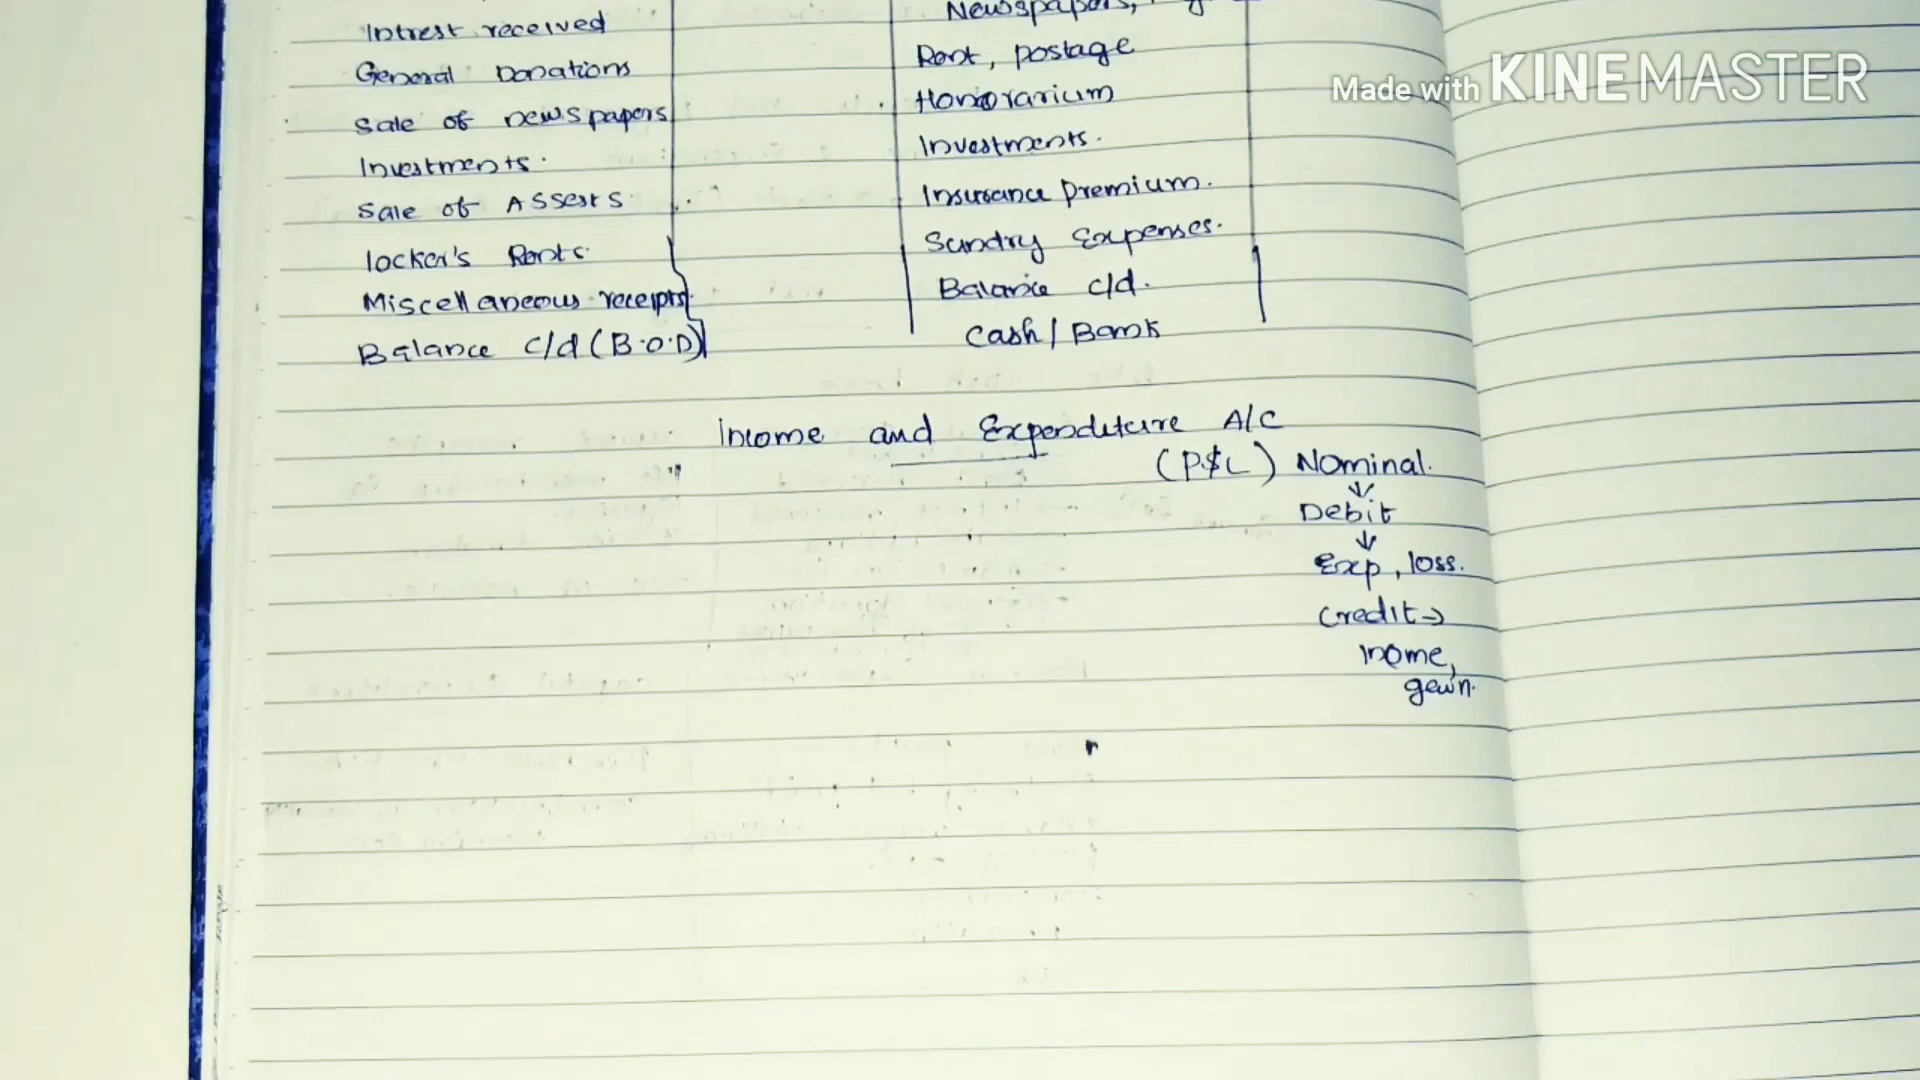 Intrest received
General Donations
Sale of newspapers
Investments.
Sale of Assests
locker's Rents.
Miscellaneous receipts
Balance c/d (B.O.D)
Newspapers,
Rent, postage
Honorarium
Investments.
Insurance premium.
Sundry Expenses.
Balance c/d.
Cash / Bank
Made with KINEMASTER
Income and Expenditure A/C
(P&L) Nominal.
Debit
Exp, loss.
Credit →
Inome,
gain.